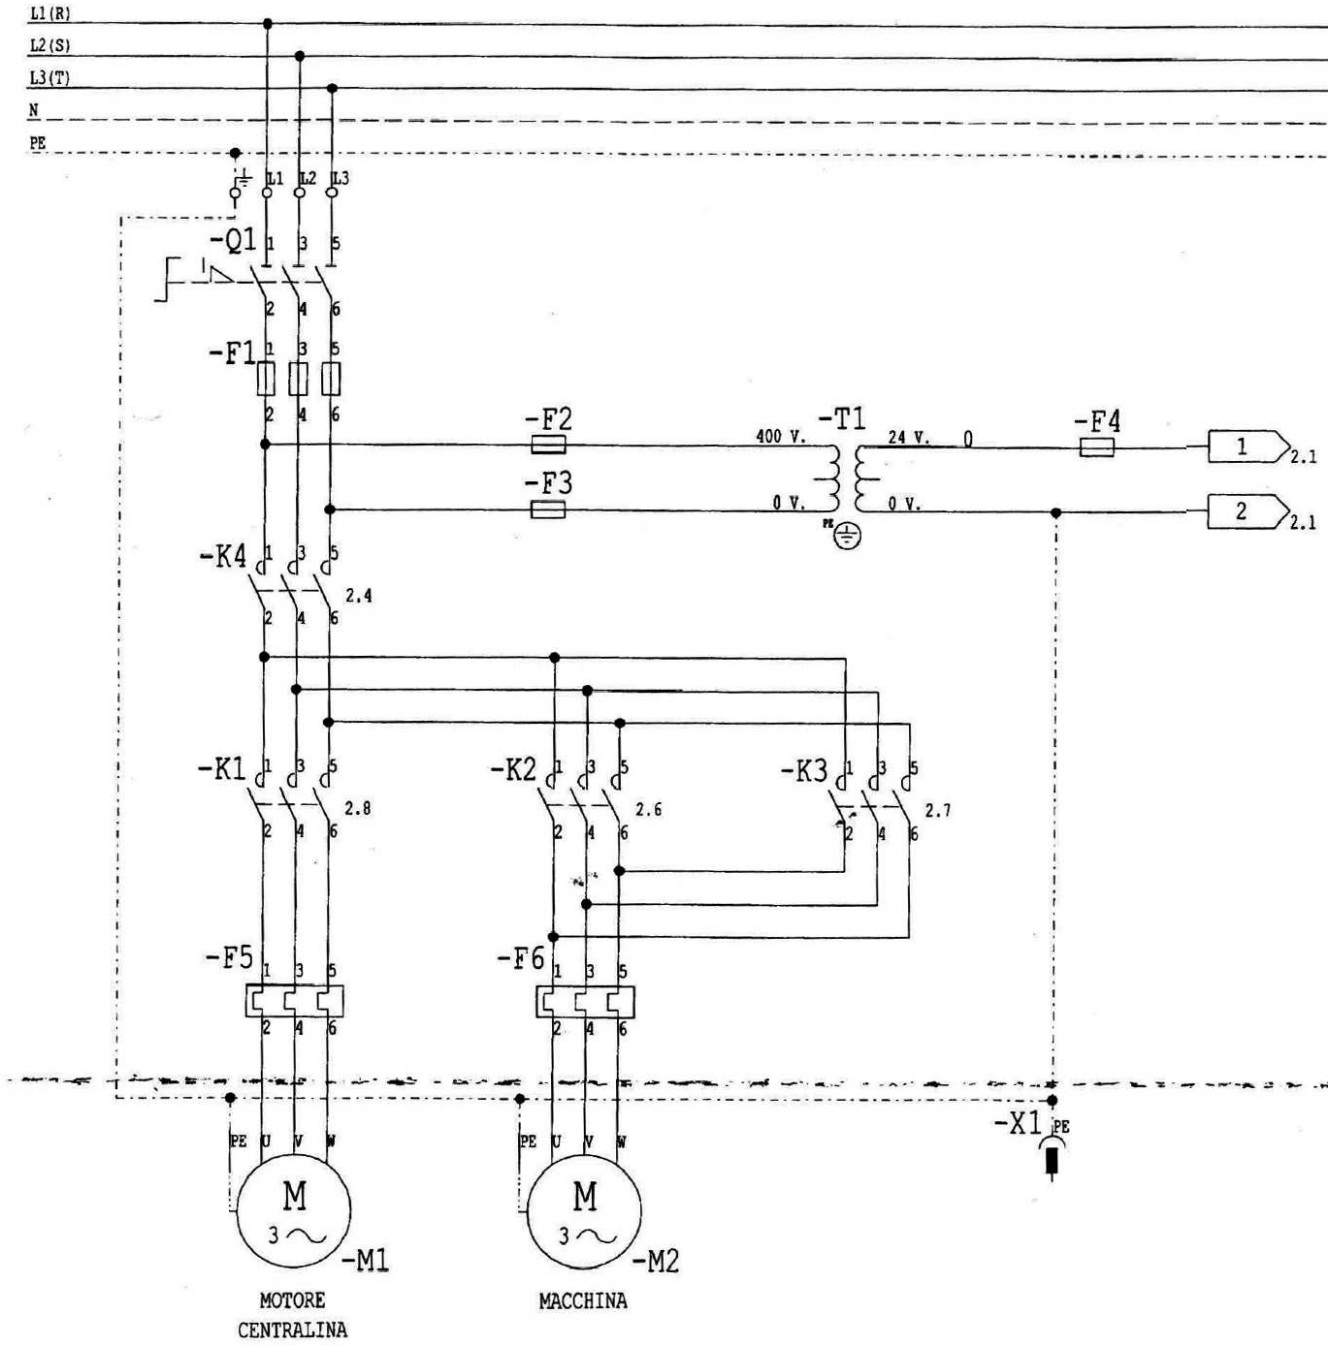 L1(R)
L2(S)
L3(T)
N
PE
L1 L2 L3
-Q1 1 3 5
2 4 6
-F1 1 3 5
2 4 6
-F2 400 V. -T1 24 V. 0 -F4 1 2.1
-F3 0 V. 0 V. 2 2.1
PE
-K4 1 3 5
2.4
2 4 6
-K1 1 3 5 -K2 1 3 5 -K3 1 3 5
2.8 2.6 2.7
2 4 6 2 4 6 2 4 6
-F5 1 3 5 -F6 1 3 5
2 4 6 2 4 6
-X1 PE
PE U V W PE U V W
M M
3 3
-M1 -M2
MOTORE MACCHINA
CENTRALINA